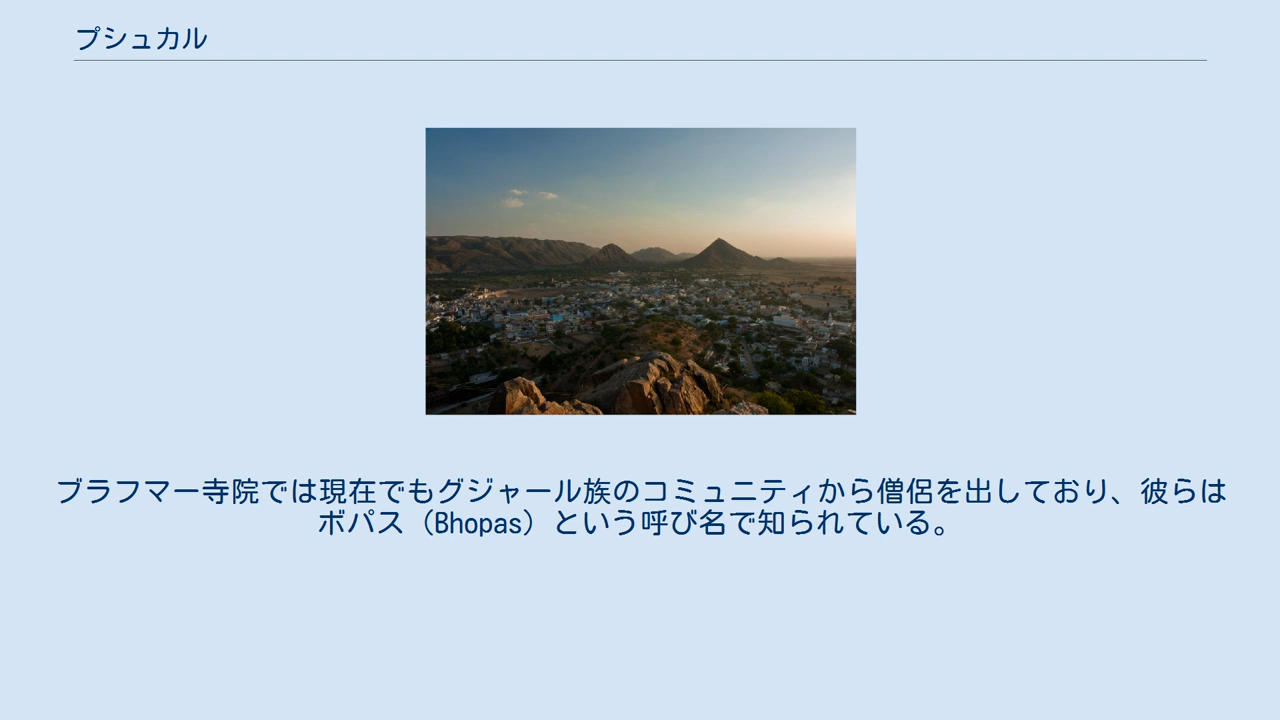 プシュカル
ブラフマー寺院では現在でもグジャール族のコミュニティから僧侶を出しており、彼らは
ボパス（Bhopas）という呼び名で知られている。